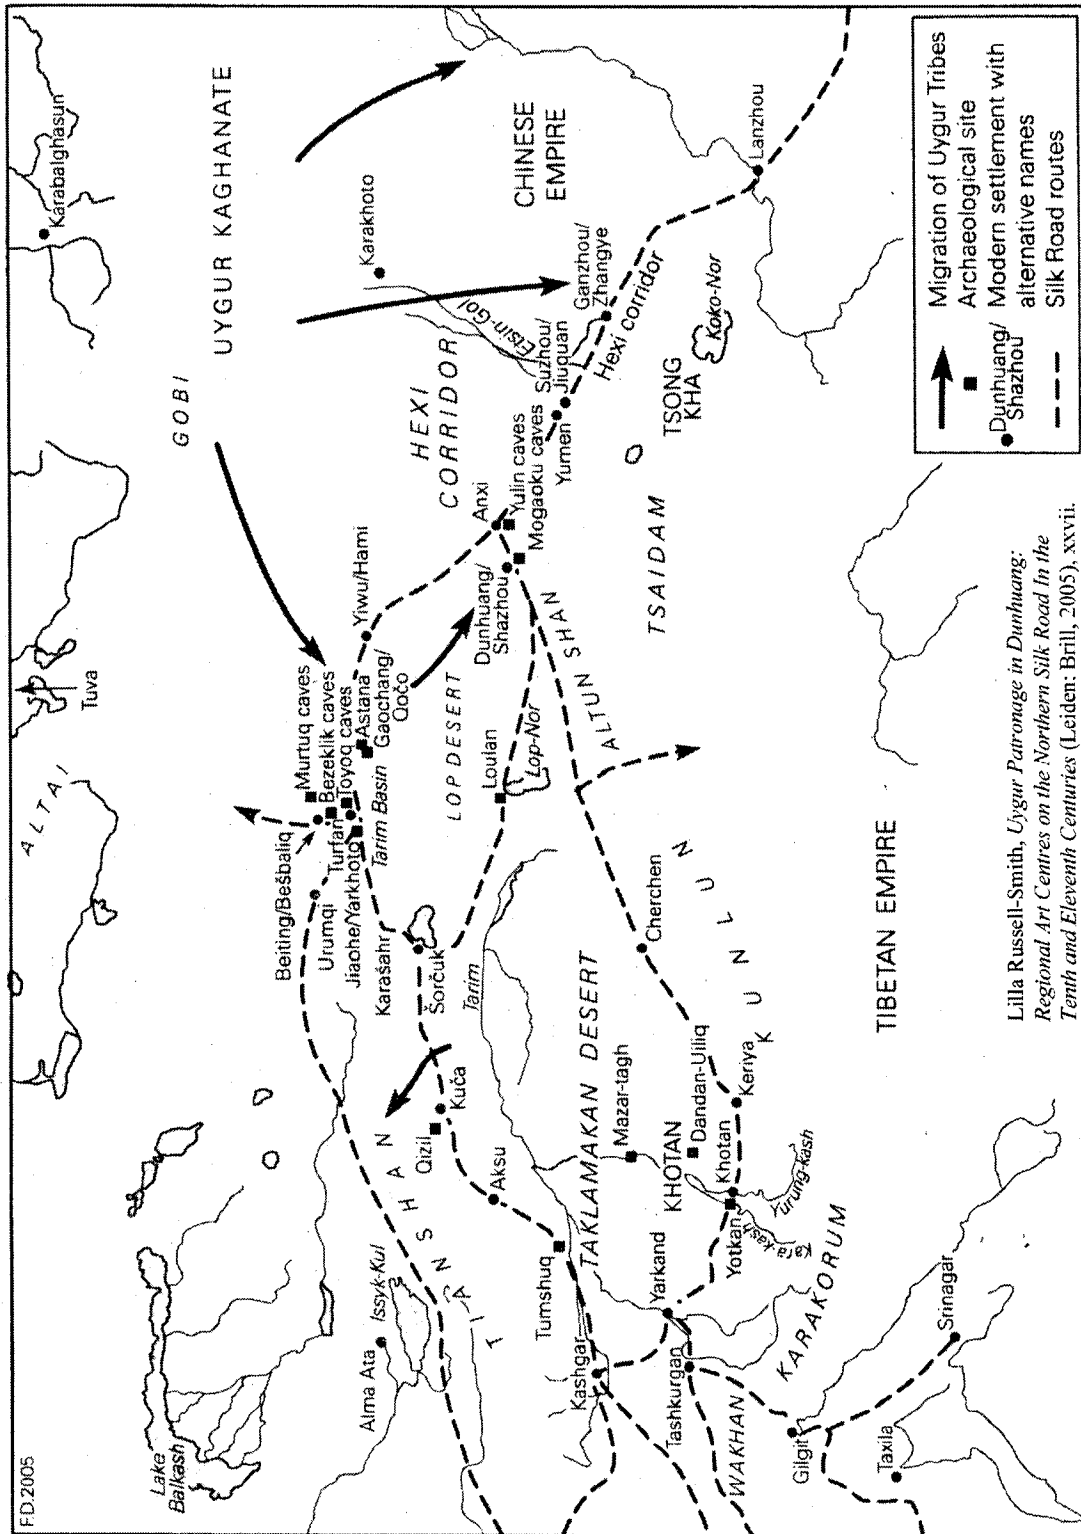 F.D.2005
Lake
Balkash
ALTAI
Tuva
GOBI
UYGUR KAGHANATE
Karabalghasun
Alma Ata
Issyk-Kul
TIANSHAN
Beiting/Bešbaliq
Urumqi
Jiaohe/Yarkhoto
Turfan
Murtuq caves
Bezeklik caves
Toyoq caves
Astana
Gaochang/
Qočo
Yiwu/Hami
Tarim Basin
Karašahr
Šorčuk
Tarim
LOP DESERT
Loulan
Lop-Nor
Dunhuang/
Shazhou
Anxi
Yulin caves
Mogaoku caves
HEXI
CORRIDOR
Karakhoto
Etsin-Gol
Suzhou/
Jiuquan
Yumen
Ganzhou/
Zhangye
Hexi corridor
CHINESE
EMPIRE
Lanzhou
Koko-Nor
TSONG
KHA
TSAIDAM
ALTUN SHAN
Qizil
Kuča
Aksu
Tumshuq
Kashgar
TAKLAMAKAN DESERT
Mazar-tagh
KHOTAN
Dandan-Uiliq
Cherchen
KUNLUN
Keriya
Khotan
Yotkan
Yurung-kash
Kara-kash
Yarkand
Tashkurgan
WAKHAN
KARAKORUM
Gilgit
Srinagar
Taxila
TIBETAN EMPIRE
Lilla Russell-Smith, Uygur Patronage in Dunhuang:
Regional Art Centres on the Northern Silk Road In the
Tenth and Eleventh Centuries (Leiden: Brill, 2005), xxvii.
Migration of Uygur Tribes
Archaeological site
Dunhuang/
Shazhou
Modern settlement with
alternative names
Silk Road routes